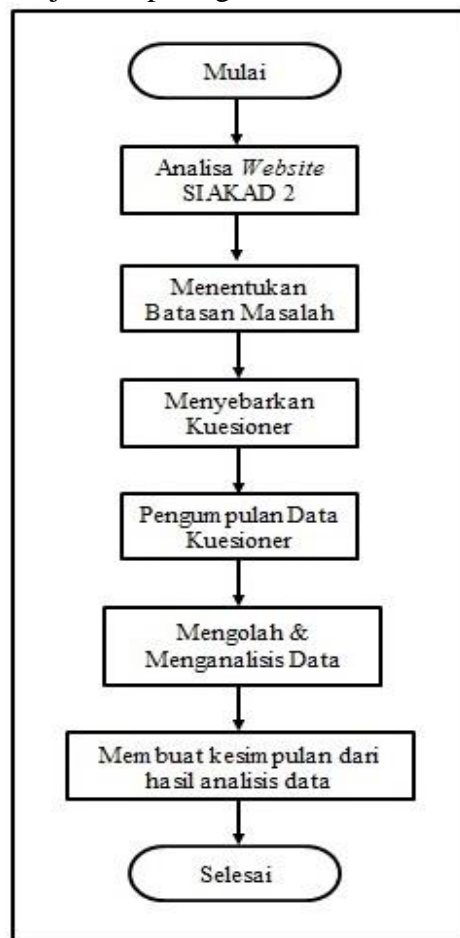 Mulai
Analisa Website
SIAKAD 2
Menentukan
Batasan Masalah
Menyebarkan
Kuesioner
Pengumpulan Data
Kuesioner
Mengolah &
Menganalisis Data
Membuat kesimpulan dari
hasil analisis data
Selesai